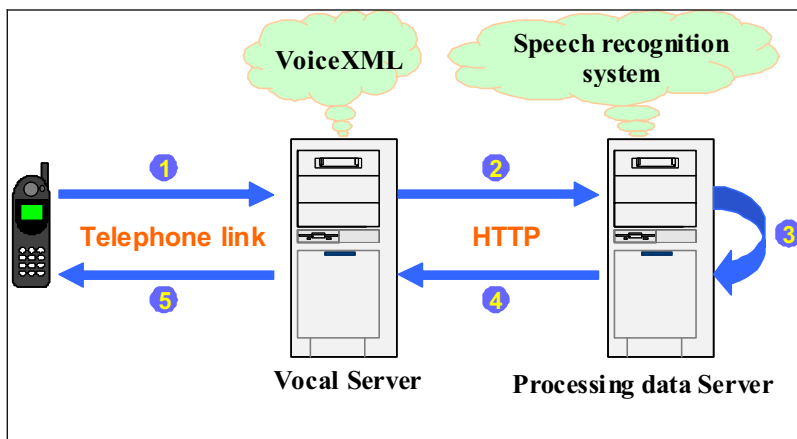 VoiceXML
Speech recognition
system
1
2
3
Telephone link
HTTP
5
4
Vocal Server
Processing data Server